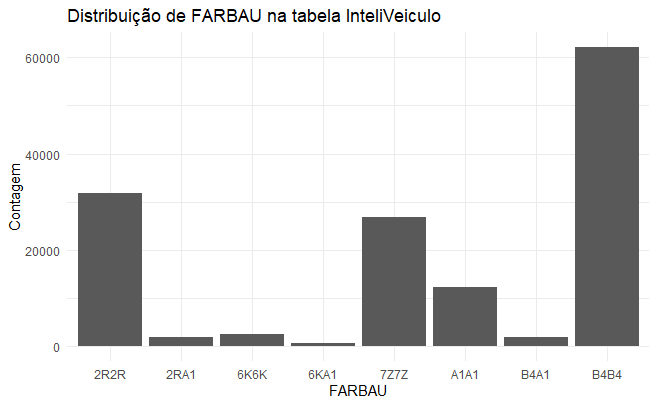 Distribuição de FARBAU na tabela InteliVeiculo
Contagem
60000
40000
20000
0
2R2R 2RA1 6K6K 6KA1 7Z7Z A1A1 B4A1 B4B4
FARBAU